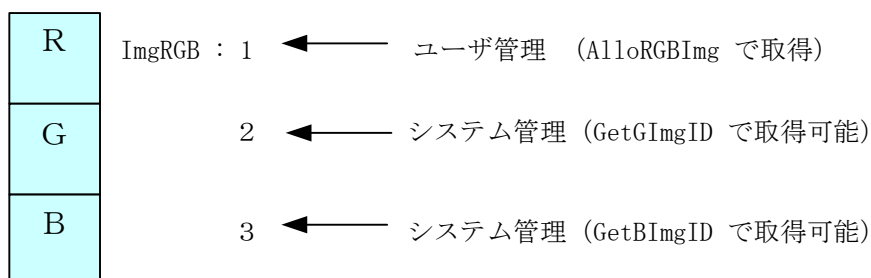 R ImgRGB : 1 ユーザ管理 (AlloRGBImg で取得)
G 2 システム管理 (GetGImgID で取得可能)
B 3 システム管理 (GetBImgID で取得可能)